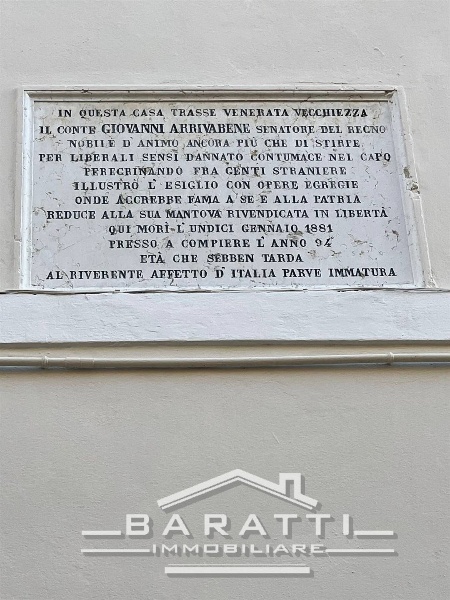 IN QUESTA CASA TRASSE VENERATA VECCHIEZZA
IL CONTE GIOVANNI ARRIVABENE SENATORE DEL REGNO
NOBILE D'ANIMO ANCORA PIÙ CHE DI STIRPE
PER LIBERALI SENSI DANNATO CONTUMACE NEL CAPO
PEREGRINANDO FRA GENTI STRANIERE
ILLUSTRÒ L'ESIGLIO CON OPERE EGREGIE
ONDE ACCREBBE FAMA A SÈ E ALLA PATRIA
REDUCE ALLA SUA MANTOVA RIVENDICATA IN LIBERTÀ
QUI MORÌ L'UNDICI GENNAIO 1881
PRESSO A COMPIERE L'ANNO 94
ETÀ CHE SEBBEN TARDA
AL RIVERENTE AFFETTO D'ITALIA PARVE IMMATURA
BARATTI
IMMOBILIARE